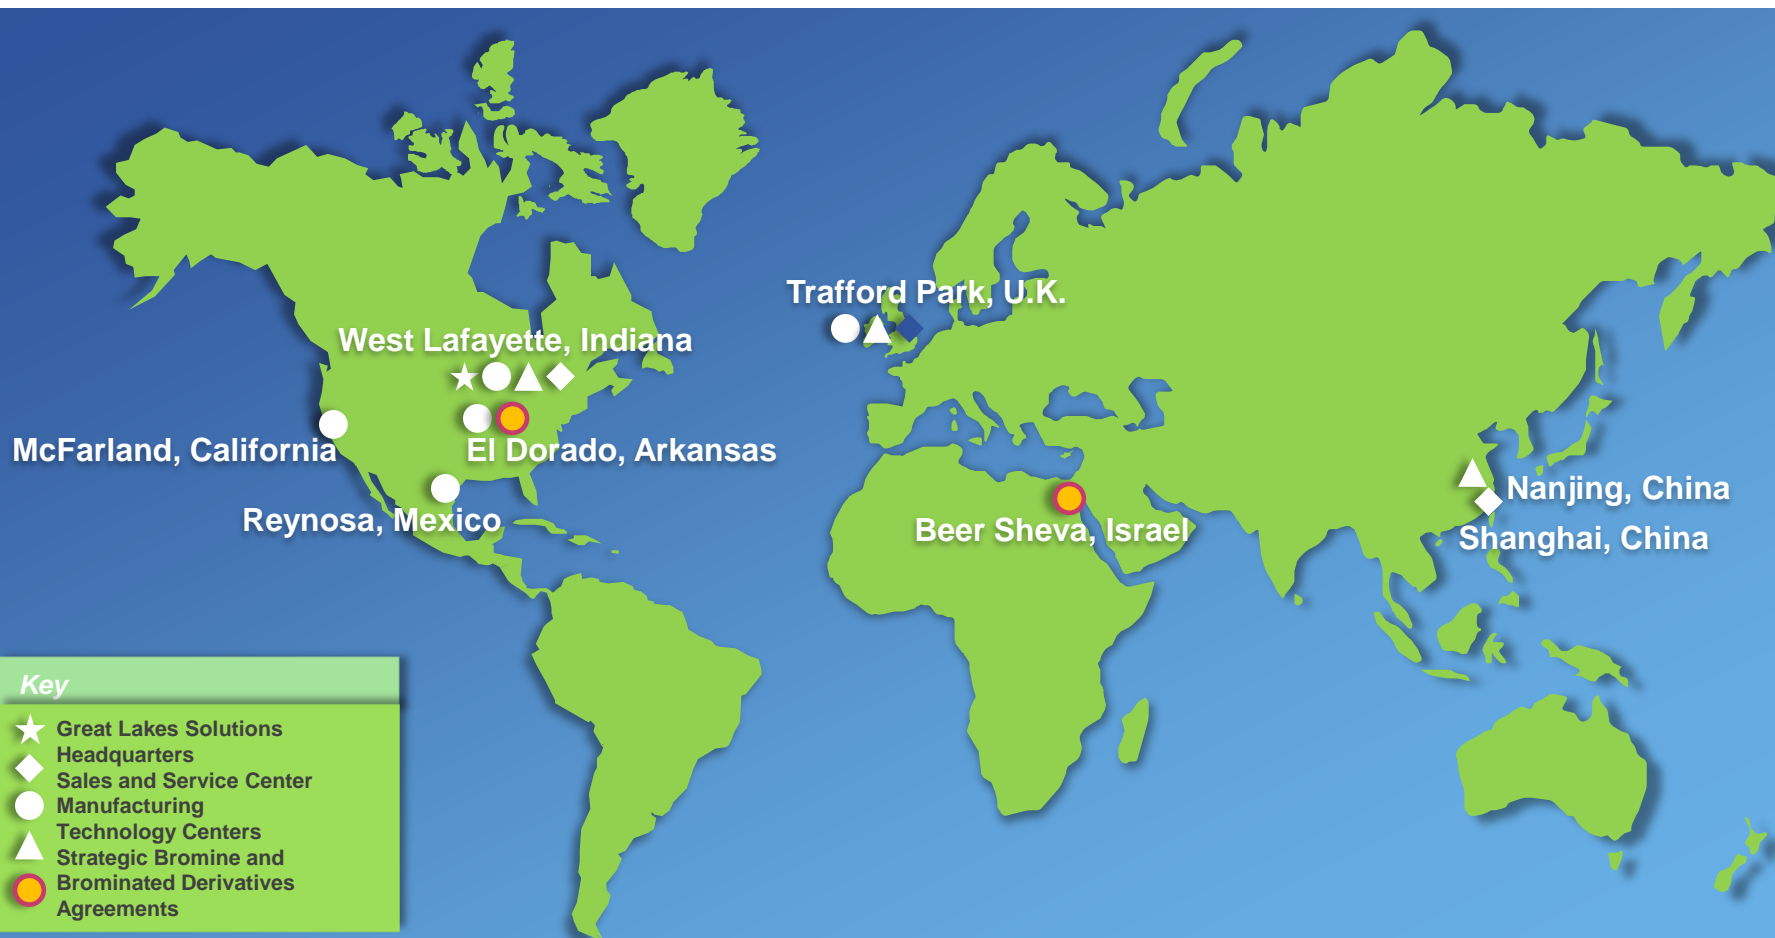 Trafford Park, U.K.
West Lafayette, Indiana
McFarland, California
El Dorado, Arkansas
Reynosa, Mexico
Beer Sheva, Israel
Nanjing, China
Shanghai, China
Key
Great Lakes Solutions
Headquarters
Sales and Service Center
Manufacturing
Technology Centers
Strategic Bromine and
Brominated Derivatives
Agreements